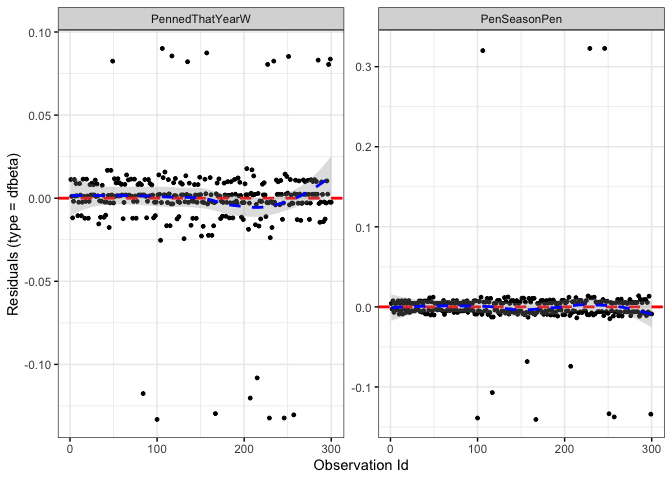 PennedThatYearW
PenSeasonPen
0.10
0.05
0.00
-0.05
-0.10
0.3
0.2
0.1
0.0
-0.1
Residuals (type = dfbeta)
0 100 200 300
0 100 200 300
Observation Id